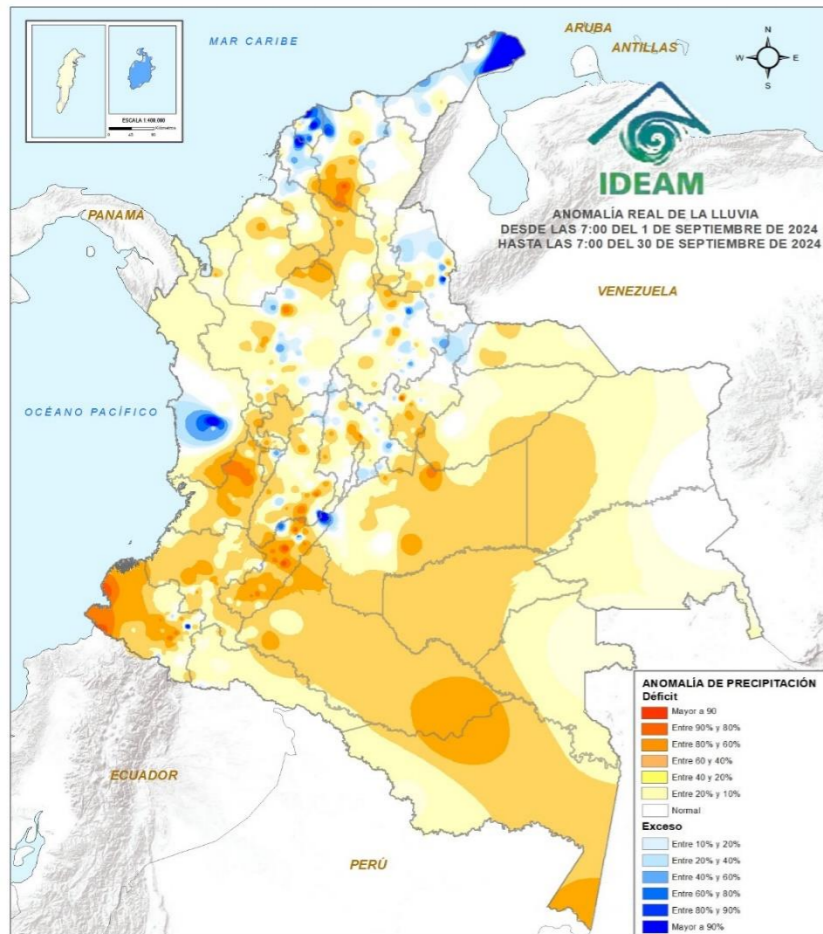 MAR CARIBE
ARUBA
ANTILLAS
N
W
E
S
ESCALA 1:400.000
IDEAM
ANOMALÍA REAL DE LA LLUVIA
DESDE LAS 7:00 DEL 1 DE SEPTIEMBRE DE 2024
HASTA LAS 7:00 DEL 30 DE SEPTIEMBRE DE 2024
PANAMÁ
VENEZUELA
OCÉANO PACÍFICO
ECUADOR
PERÚ
ANOMALÍA DE PRECIPITACIÓN
Déficit
Mayor a 90
Entre 90% y 80%
Entre 80% y 60%
Entre 60 y 40%
Entre 40 y 20%
Entre 20% y 10%
Normal
Exceso
Entre 10% y 20%
Entre 20% y 40%
Entre 40% y 60%
Entre 60% y 80%
Entre 80% y 90%
Mayor a 90%